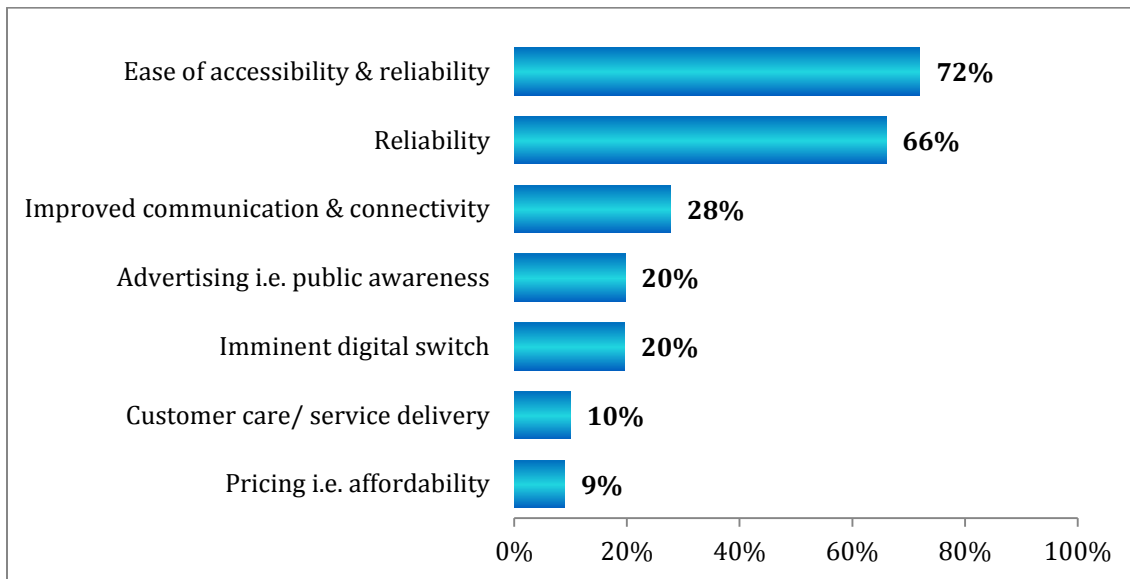 Ease of accessibility & reliability 72%
Reliability 66%
Improved communication & connectivity 28%
Advertising i.e. public awareness 20%
Imminent digital switch 20%
Customer care/ service delivery 10%
Pricing i.e. affordability 9%
0% 20% 40% 60% 80% 100%